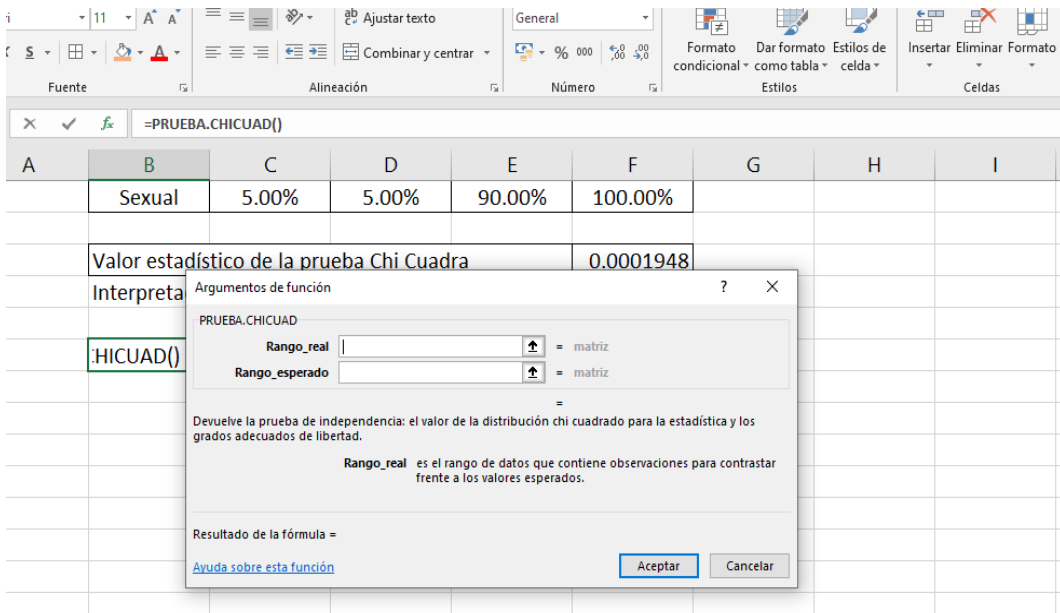 11 A A Ajustar texto General
S A Combinar y centrar % 000 ,00 ,00 Formato condicional Dar formato como tabla Estilos de celda Insertar Eliminar Formato
Fuente Alineación Número Estilos Celdas
fx =PRUEBA.CHICUAD()
A B C D E F G H I
Sexual 5.00% 5.00% 90.00% 100.00%
Valor estadístico de la prueba Chi Cuadra 0.0001948
Interpreta
Argumentos de función ? X
PRUEBA.CHICUAD
Rango_real = matriz
:HICUAD()
Rango_esperado = matriz
=
Devuelve la prueba de independencia: el valor de la distribución chi cuadrado para la estadística y los
grados adecuados de libertad.
Rango_real es el rango de datos que contiene observaciones para contrastar
frente a los valores esperados.
Resultado de la fórmula =
Ayuda sobre esta función Aceptar Cancelar